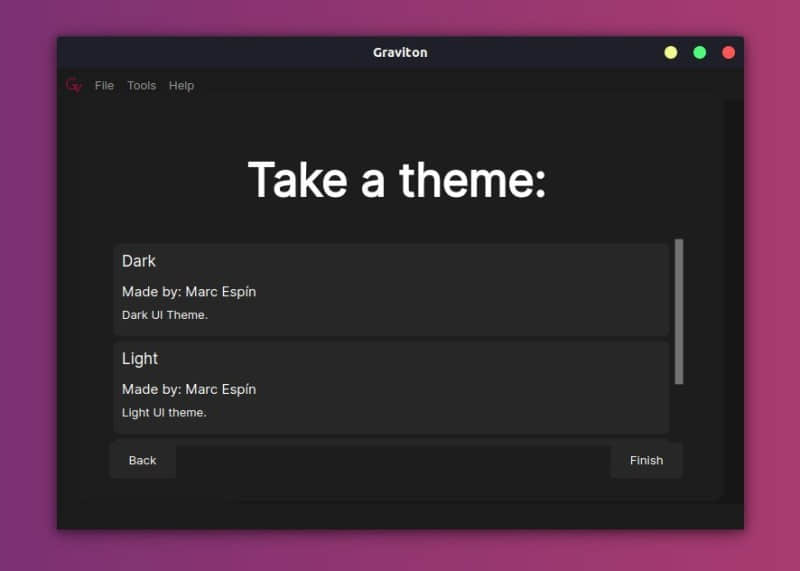 Graviton
Gv File Tools Help
Take a theme:
Dark
Made by: Marc Espín
Dark UI Theme.
Light
Made by: Marc Espín
Light UI theme.
Back Finish